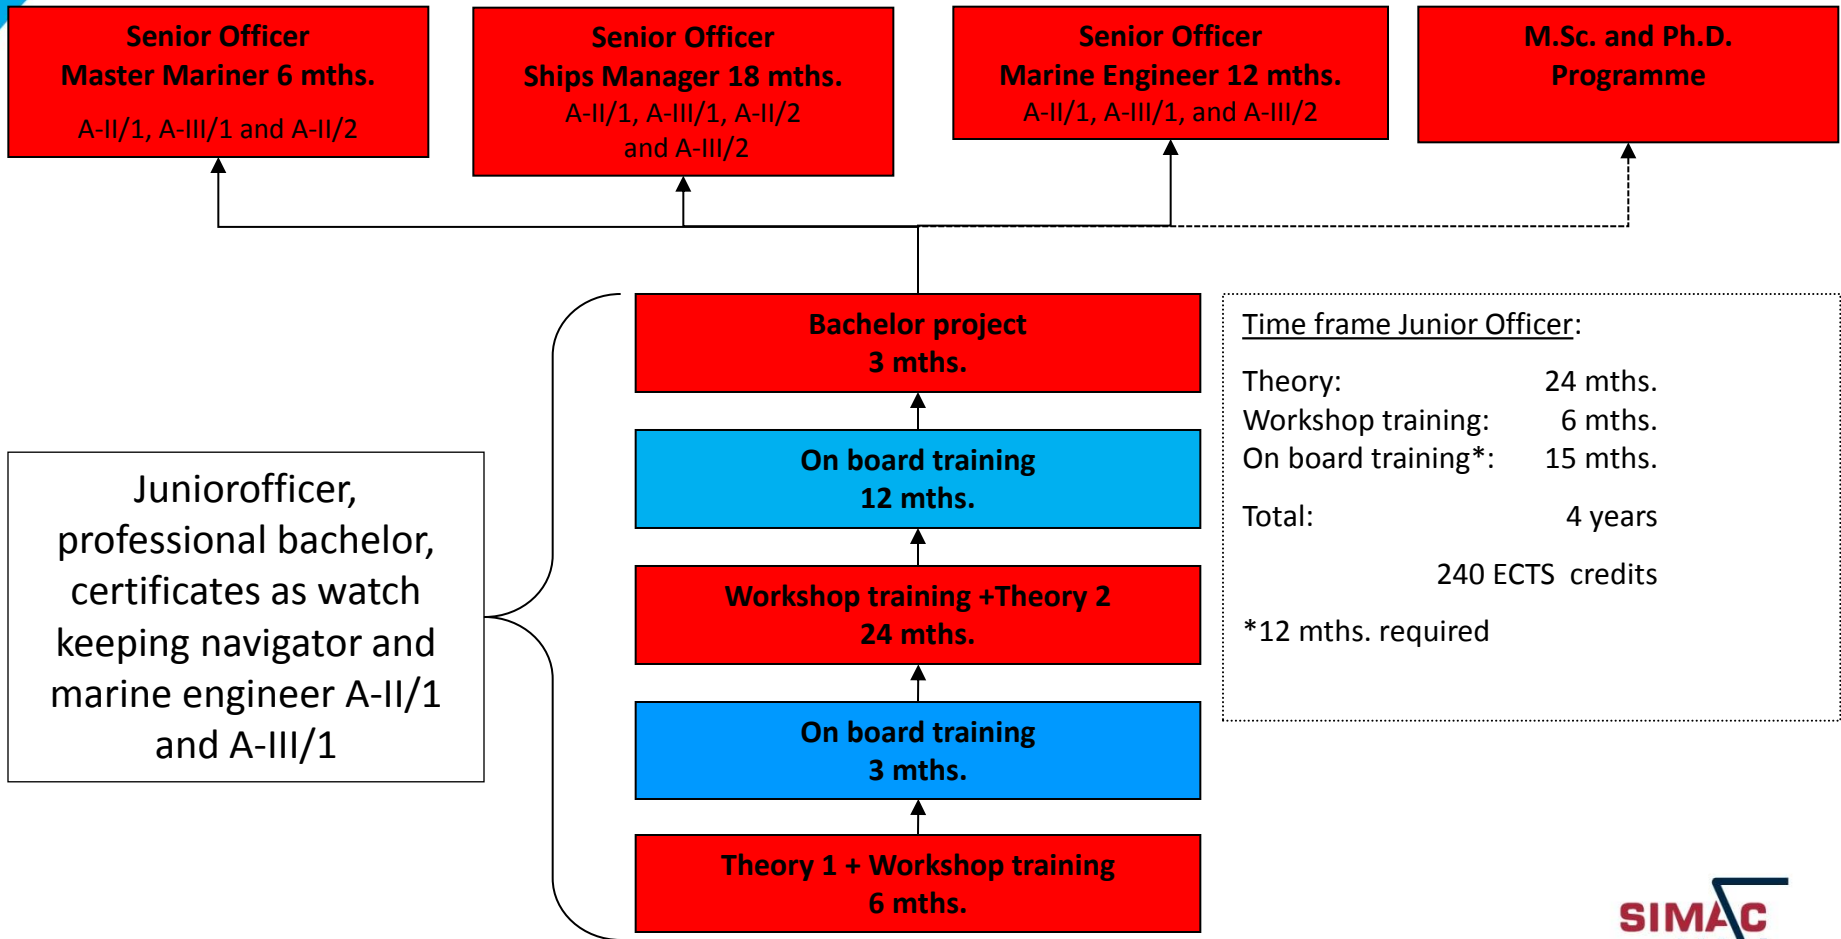 Senior Officer
Master Mariner 6 mths.
A-II/1, A-III/1 and A-II/2
Senior Officer
Ships Manager 18 mths.
A-II/1, A-III/1, A-II/2
and A-III/2
Senior Officer
Marine Engineer 12 mths.
A-II/1, A-III/1, and A-III/2
M.Sc. and Ph.D.
Programme
Bachelor project
3 mths.
On board training
12 mths.
Workshop training +Theory 2
24 mths.
On board training
3 mths.
Theory 1 + Workshop training
6 mths.
Juniorofficer,
professional bachelor,
certificates as watch
keeping navigator and
marine engineer A-II/1
and A-III/1
Time frame Junior Officer:
Theory: 24 mths.
Workshop training: 6 mths.
On board training*: 15 mths.
Total: 4 years
240 ECTS credits
*12 mths. required
SIMAC